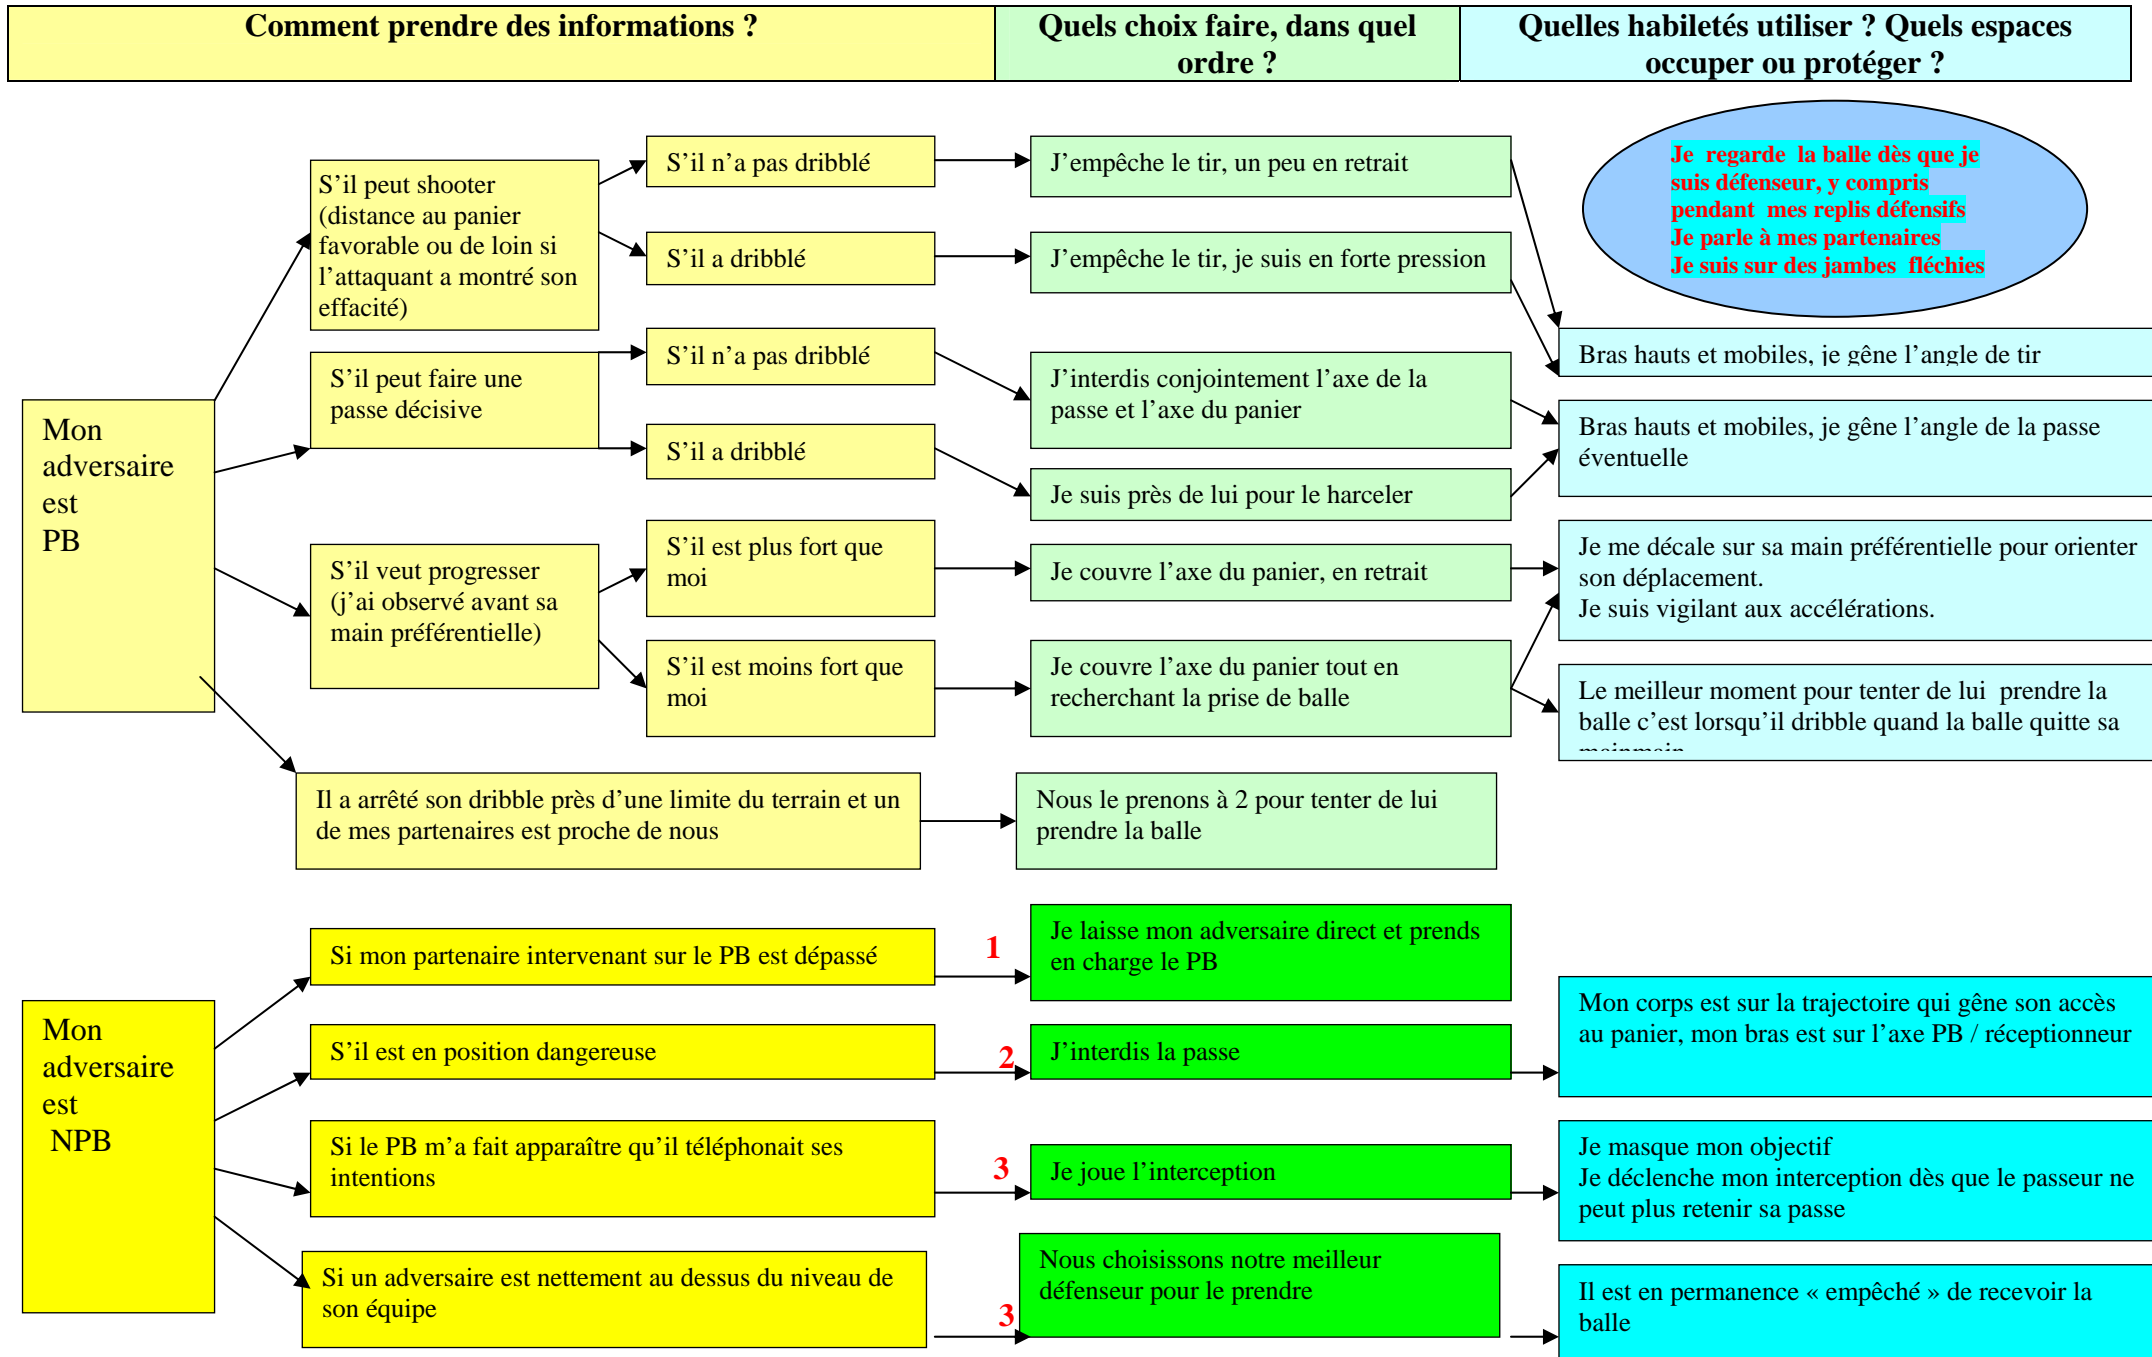 Comment prendre des informations ?
Quels choix faire, dans quel
ordre ?
Quelles habiletés utiliser ? Quels espaces
occuper ou protéger ?
Je regarde la balle dès que je
suis défenseur, y compris
pendant mes replis défensifs
Je parle à mes partenaires
Je suis sur des jambes fléchies
Mon
adversaire
est
PB
S’il peut shooter
(distance au panier
favorable ou de loin si
l’attaquant a montré son
effacité)
S’il n’a pas dribblé
J’empêche le tir, un peu en retrait
S’il a dribblé
J’empêche le tir, je suis en forte pression
Bras hauts et mobiles, je gêne l’angle de tir
S’il peut faire une
passe décisive
S’il n’a pas dribblé
J’interdis conjointement l’axe de la
passe et l’axe du panier
S’il a dribblé
Je suis près de lui pour le harceler
Bras hauts et mobiles, je gêne l’angle de la passe
éventuelle
S’il veut progresser
(j’ai observé avant sa
main préférentielle)
S’il est plus fort que
moi
Je couvre l’axe du panier, en retrait
Je me décale sur sa main préférentielle pour orienter
son déplacement.
Je suis vigilant aux accélérations.
S’il est moins fort que
moi
Je couvre l’axe du panier tout en
recherchant la prise de balle
Le meilleur moment pour tenter de lui prendre la
balle c’est lorsqu’il dribble quand la balle quitte sa
Il a arrêté son dribble près d’une limite du terrain et un
de mes partenaires est proche de nous
Nous le prenons à 2 pour tenter de lui
prendre la balle
Mon
adversaire
est
NPB
Si mon partenaire intervenant sur le PB est dépassé
1
Je laisse mon adversaire direct et prends
en charge le PB
S’il est en position dangereuse
2
J’interdis la passe
Mon corps est sur la trajectoire qui gêne son accès
au panier, mon bras est sur l’axe PB / réceptionneur
Si le PB m’a fait apparaître qu’il téléphonait ses
intentions
3
Je joue l’interception
Je masque mon objectif
Je déclenche mon interception dès que le passeur ne
peut plus retenir sa passe
Si un adversaire est nettement au dessus du niveau de
son équipe
3
Nous choisissons notre meilleur
défenseur pour le prendre
Il est en permanence « empêché » de recevoir la
balle